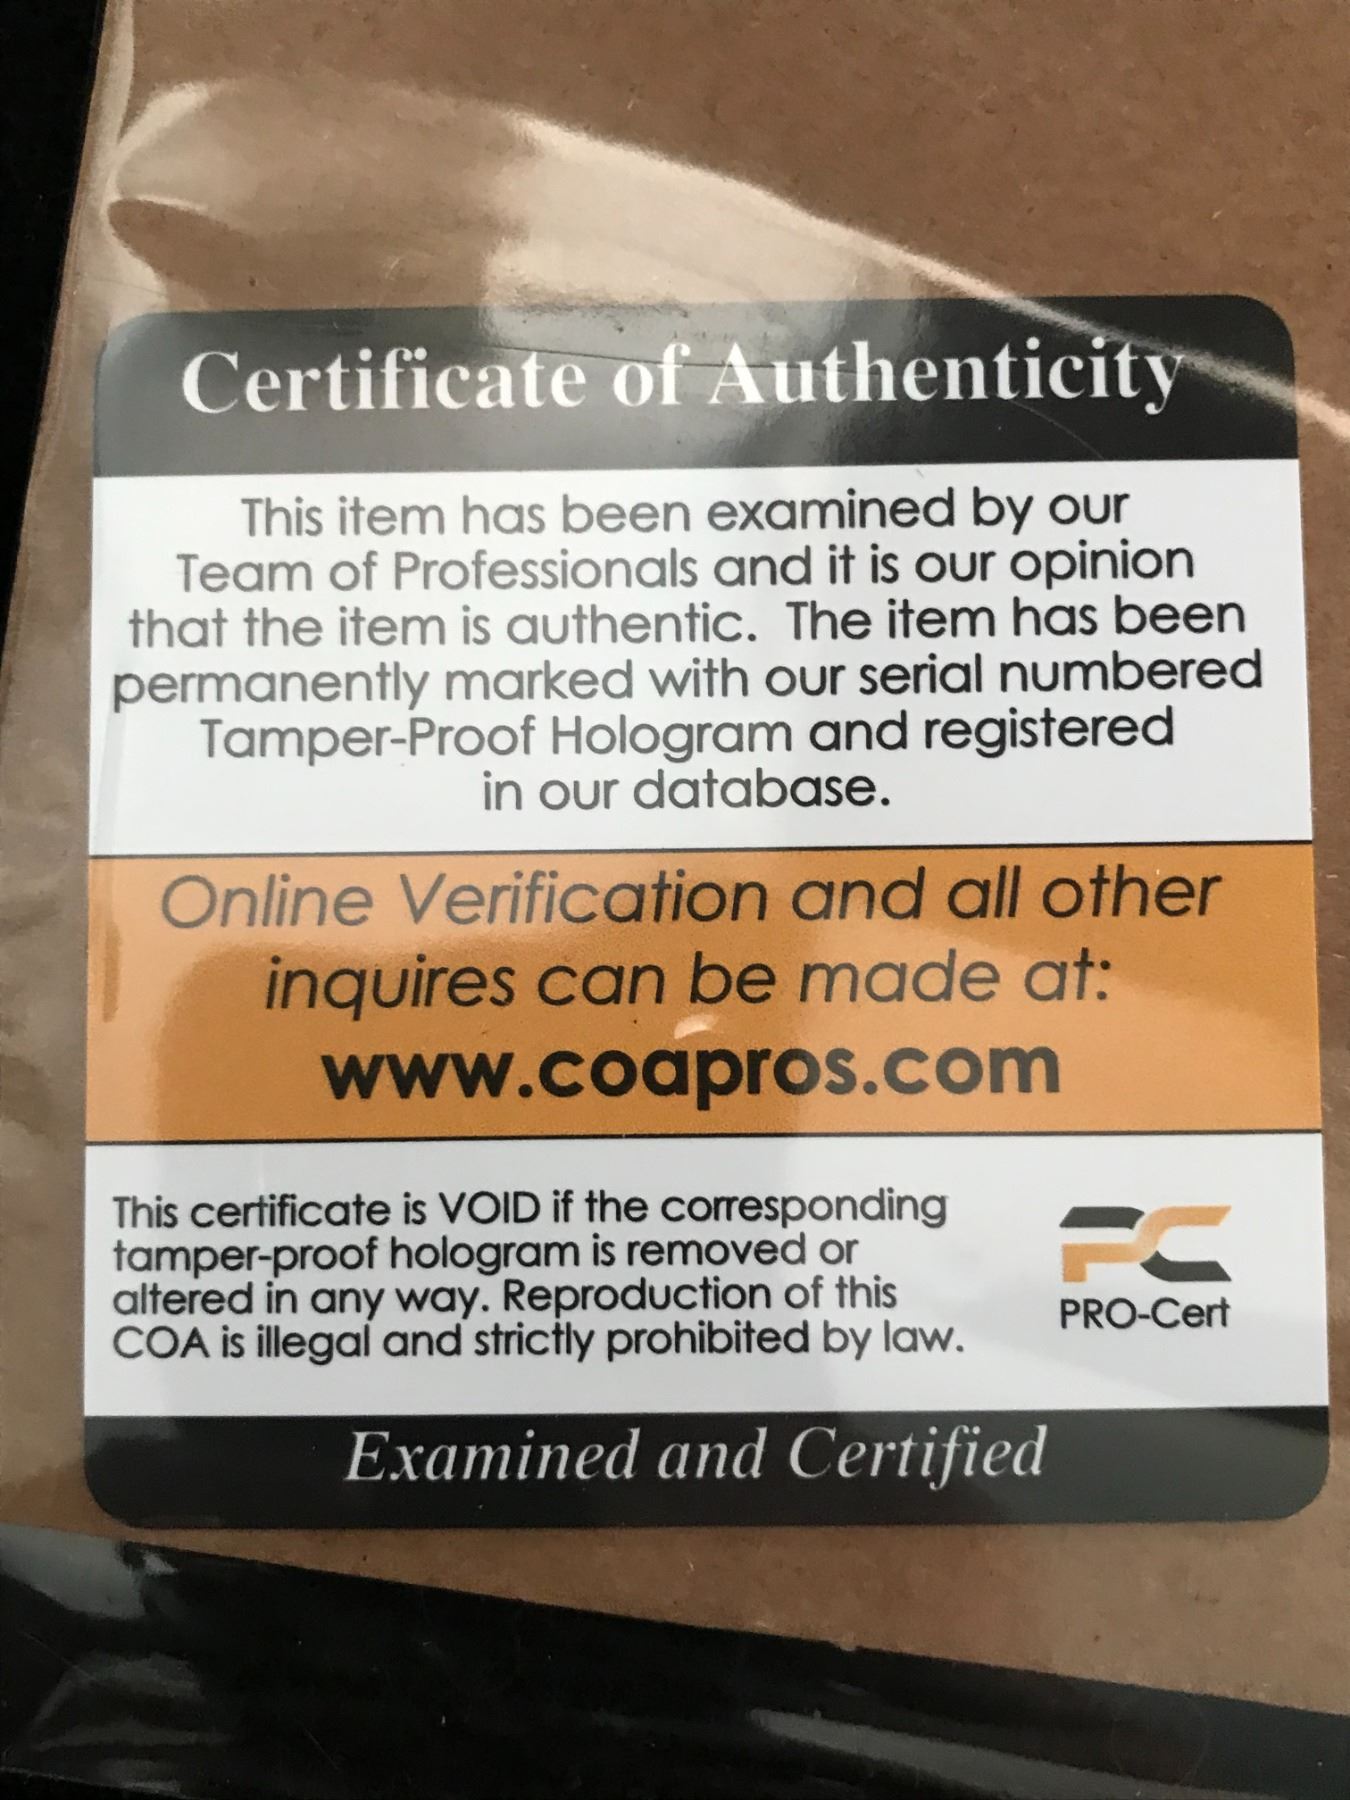 Certificate of Authenticity
This item has been examined by our
Team of Professionals and it is our opinion
that the item is authentic. The item has been
permanently marked with our serial numbered
Tamper-Proof Hologram and registered
in our database.
Online Verification and all other
inquires can be made at:
www.coapros.com
This certificate is VOID if the corresponding
tamper-proof hologram is removed or
altered in any way. Reproduction of this
COA is illegal and strictly prohibited by law.
PC
PRO-Cert
Examined and Certified